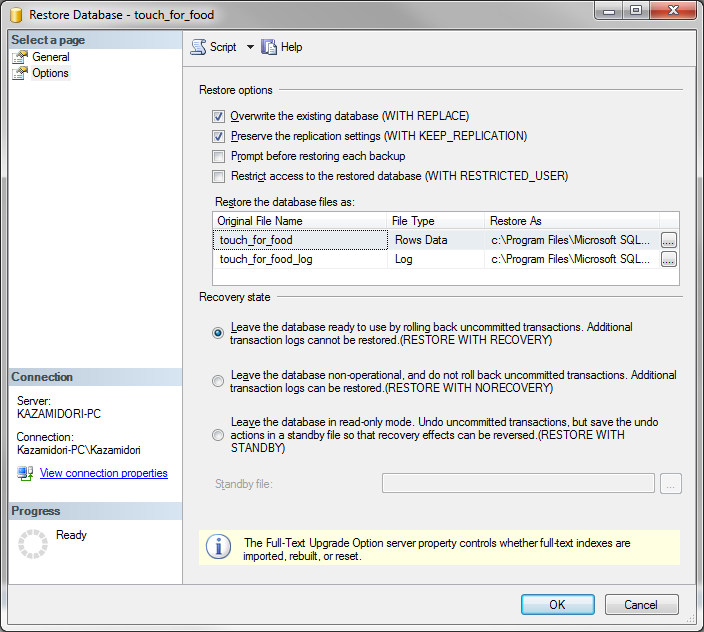 Restore Database - touch_for_food
Select a page
General
Options
Script
Help
Restore options
Overwrite the existing database (WITH REPLACE)
Preserve the replication settings (WITH KEEP_REPLICATION)
Prompt before restoring each backup
Restrict access to the restored database (WITH RESTRICTED_USER)
Restore the database files as:
Original File Name File Type Restore As
touch_for_food Rows Data c:\Program Files\Microsoft SQL... ...
touch_for_food_log Log c:\Program Files\Microsoft SQL... ...
Recovery state
Leave the database ready to use by rolling back uncommitted transactions. Additional
transaction logs cannot be restored.(RESTORE WITH RECOVERY)
Leave the database non-operational, and do not roll back uncommitted transactions. Additional
transaction logs can be restored.(RESTORE WITH NORECOVERY)
Leave the database in read-only mode. Undo uncommitted transactions, but save the undo
actions in a standby file so that recovery effects can be reversed.(RESTORE WITH
STANDBY)
Standby file: ...
The Full-Text Upgrade Option server property controls whether full-text indexes are
imported, rebuilt, or reset.
Connection
Server:
KAZAMIDORI-PC
Connection:
Kazamidori-PC\Kazamidori
View connection properties
Progress
Ready
OK
Cancel